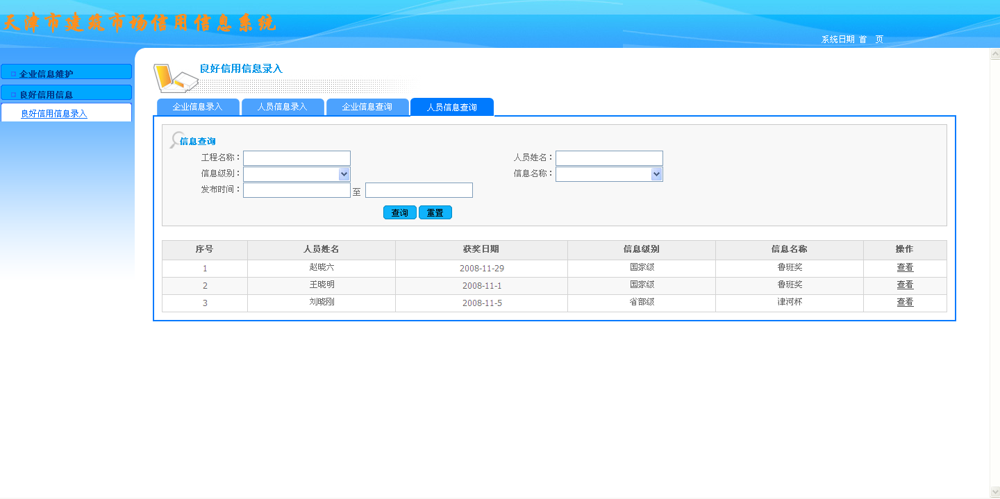 天津市建筑市场信用信息系统
系统日期 首 页
企业信息维护
良好信用信息
良好信用信息录入
良好信用信息录入
企业信息录入 人员信息录入 企业信息查询 人员信息查询
信息查询
工程名称： 人员姓名：
信息级别： 信息名称：
发布时间： 至
查询 重置
序号 人员姓名 获奖日期 信息级别 信息名称 操作
1 赵晓六 2008-11-29 国家级 鲁班奖 查看
2 王晓明 2008-11-1 国家级 鲁班奖 查看
3 刘晓刚 2008-11-5 省部级 津河杯 查看